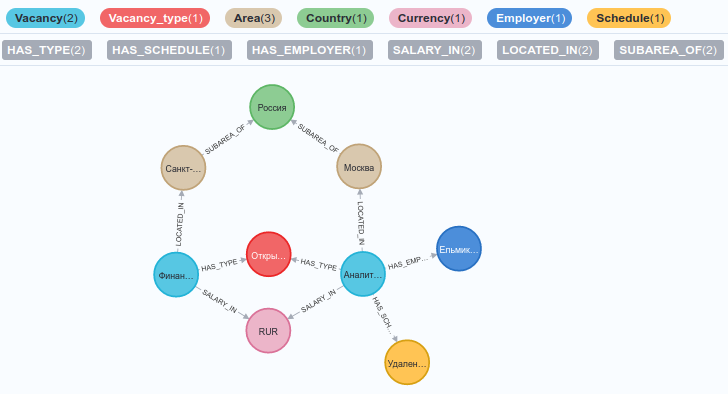 Vacancy(2) Vacancy_type(1) Area(3) Country(1) Currency(1) Employer(1) Schedule(1)
HAS_TYPE(2) HAS_SCHEDULE(1) HAS_EMPLOYER(1) SALARY_IN(2) LOCATED_IN(2) SUBAREA_OF(2)
Россия
SUBAREA_OF SUBAREA_OF
Санкт-... Москва
LOCATED_IN LOCATED_IN
Финан... HAS_TYPE Откры... HAS_TYPE Аналит... HAS_EMP... Ельмик...
SALARY_IN SALARY_IN HAS_SCH...
RUR
Удален...